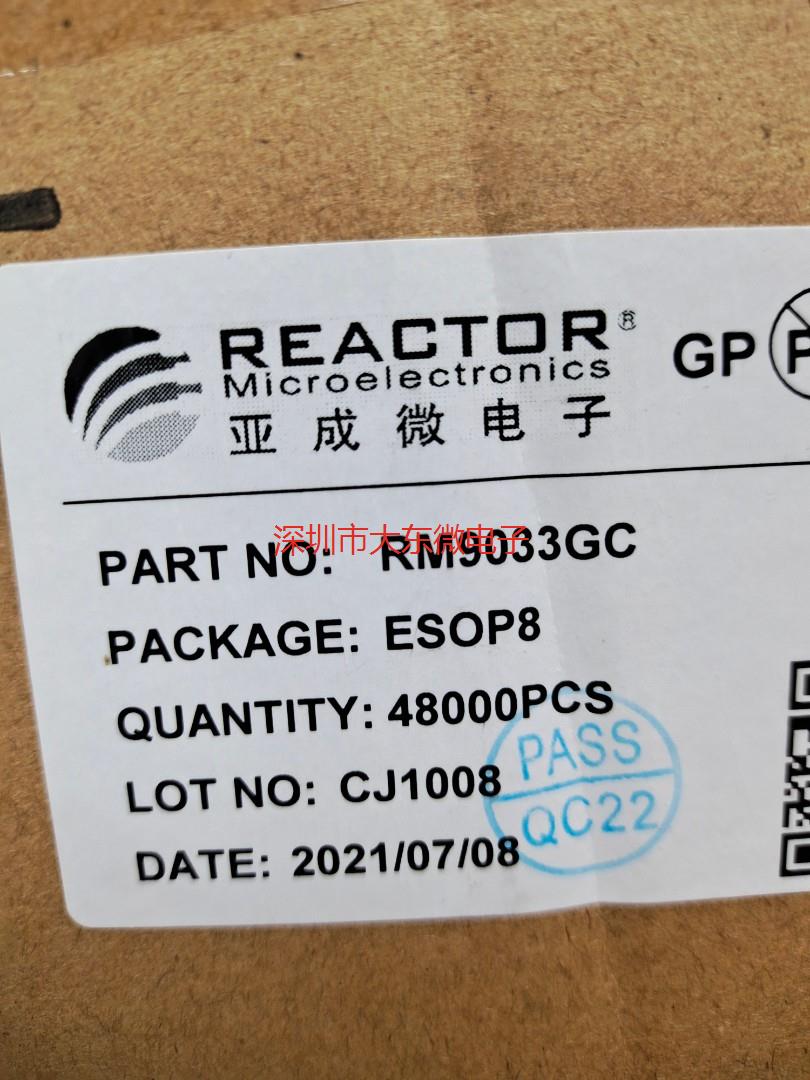 REACTOR®
Microelectronics
亚成微电子
GP
P
深圳市大东微电子
PART NO: RM9033GC
PACKAGE: ESOP8
QUANTITY: 48000PCS
LOT NO: CJ1008
DATE: 2021/07/08
PASS
QC22